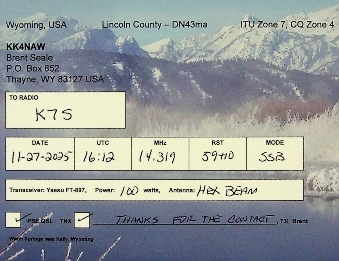 Wyoming, USA Lincoln County – DN43ma ITU Zone 7, CQ Zone 4
KK4NAW
Brent Seale
P.O. Box 852
Thayne, WY 83127 USA
TO RADIO
K7S
DATE UTC MHz RST MODE
11-27-2025 16:12 14.319 59+10 SSB
Transceiver: Yaesu FT-897, Power: 100 watts, Antenna: HEX BEAM
✓ PSE QSL TNX ✓ THANKS FOR THE CONTACT, 73! Brent
Warm Springs near Kelly, Wyoming